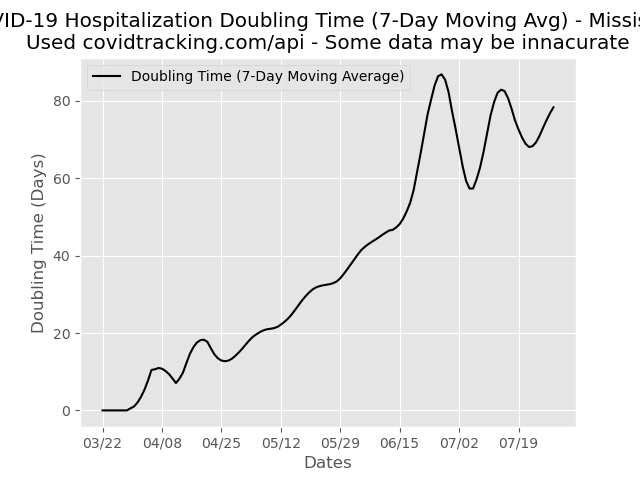 VID-19 Hospitalization Doubling Time (7-Day Moving Avg) - Missis
Used covidtracking.com/api - Some data may be innacurate
Doubling Time (7-Day Moving Average)
Doubling Time (Days)
80
60
40
20
0
03/22 04/08 04/25 05/12 05/29 06/15 07/02 07/19
Dates